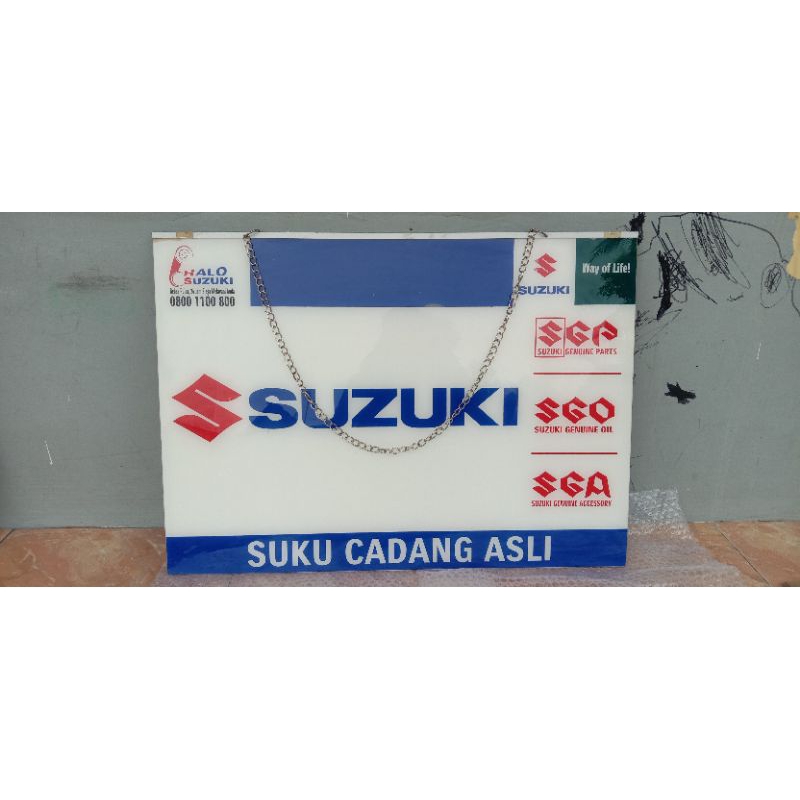 HALO
SUZUKI
0800 1100 800
SUZUKI
Way of Life!
SGP
SUZUKI GENUINE PARTS
SUZUKI
SGO
SUZUKI GENUINE OIL
SGA
SUZUKI GENUINE ACCESSORY
SUKU CADANG ASLI